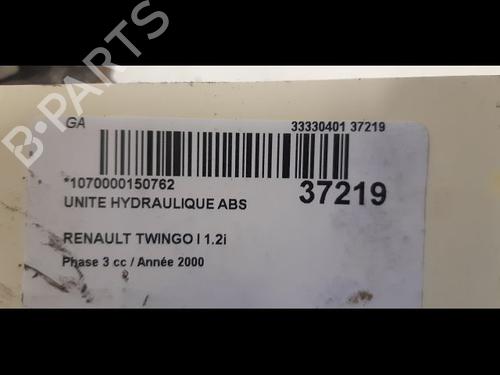 GA 33330401 37219
*1070000150762 37219
UNITE HYDRAULIQUE ABS
RENAULT TWINGO I 1.2i
Phase 3 cc / Année 2000
B-PARTS